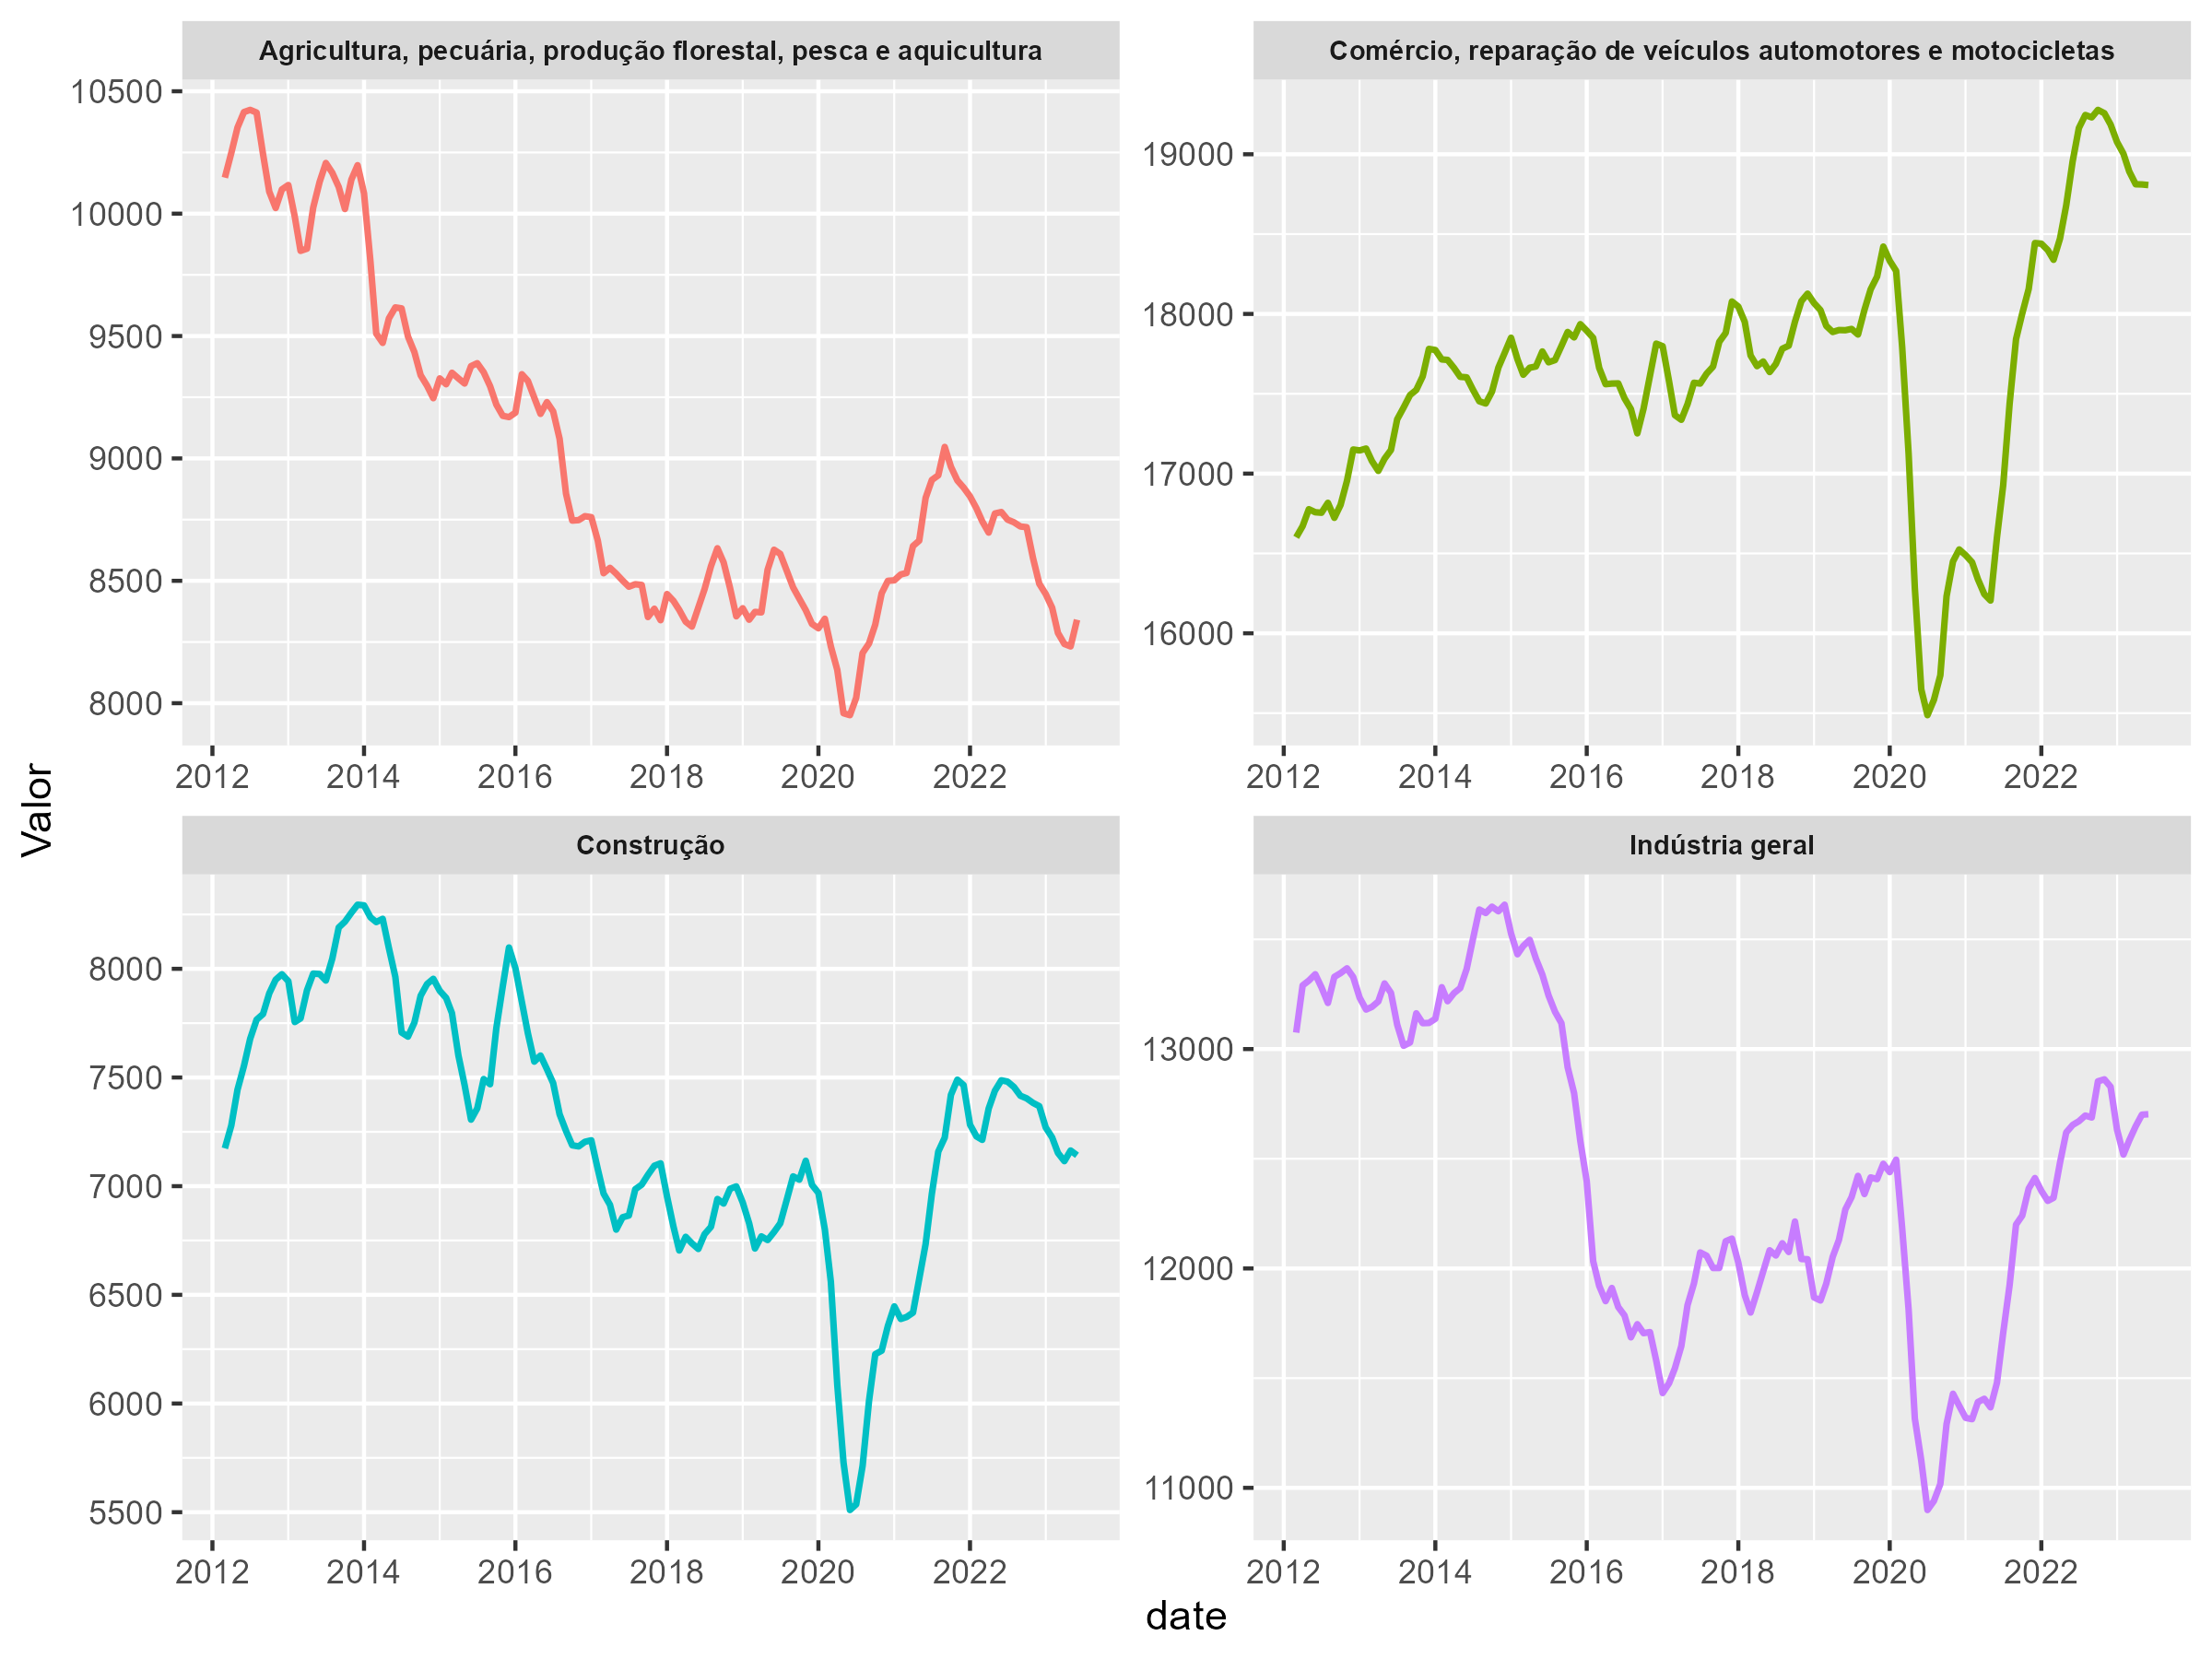 Agricultura, pecuária, produção florestal, pesca e aquicultura
10500
10000
9500
9000
8500
8000
2012 2014 2016 2018 2020 2022
Comércio, reparação de veículos automotores e motocicletas
19000
18000
17000
16000
2012 2014 2016 2018 2020 2022
Valor
Construção
8000
7500
7000
6500
6000
5500
2012 2014 2016 2018 2020 2022
Indústria geral
13000
12000
11000
2012 2014 2016 2018 2020 2022
date